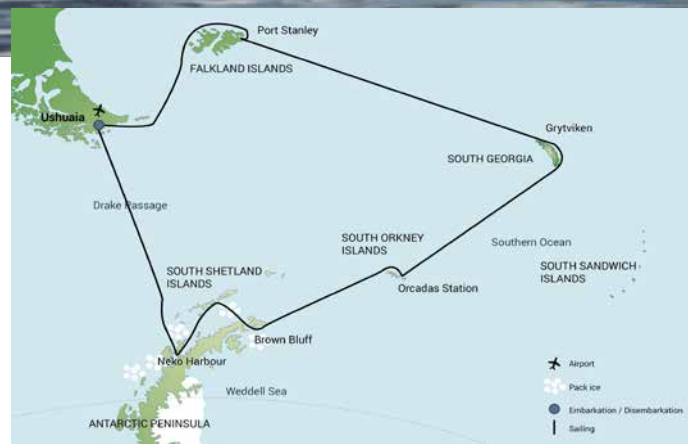 Port Stanley
FALKLAND ISLANDS
Ushuaia
Grytviken
SOUTH GEORGIA
Drake Passage
SOUTH ORKNEY
ISLANDS
Southern Ocean
SOUTH SHETLAND
ISLANDS
SOUTH SANDWICH
ISLANDS
Orcadas Station
Brown Bluff
Neko Harbour
Weddell Sea
ANTARCTIC PENINSULA
Airport
Pack ice
Embarkation / Disembarkation
Sailing